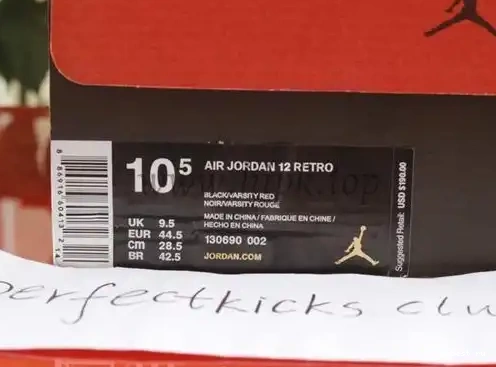 10⁵
AIR JORDAN 12 RETRO
BLACK/VARSITY RED
NOIR/VARSITY ROUGE
MADE IN CHINA / FABRIQUE EN CHINE /
HECHO EN CHINA
UK 9.5
EUR 44.5
cm 28.5
BR 42.5
130690 002
JORDAN.COM
Suggested Retail: USD $190.00
perfectkicks clu